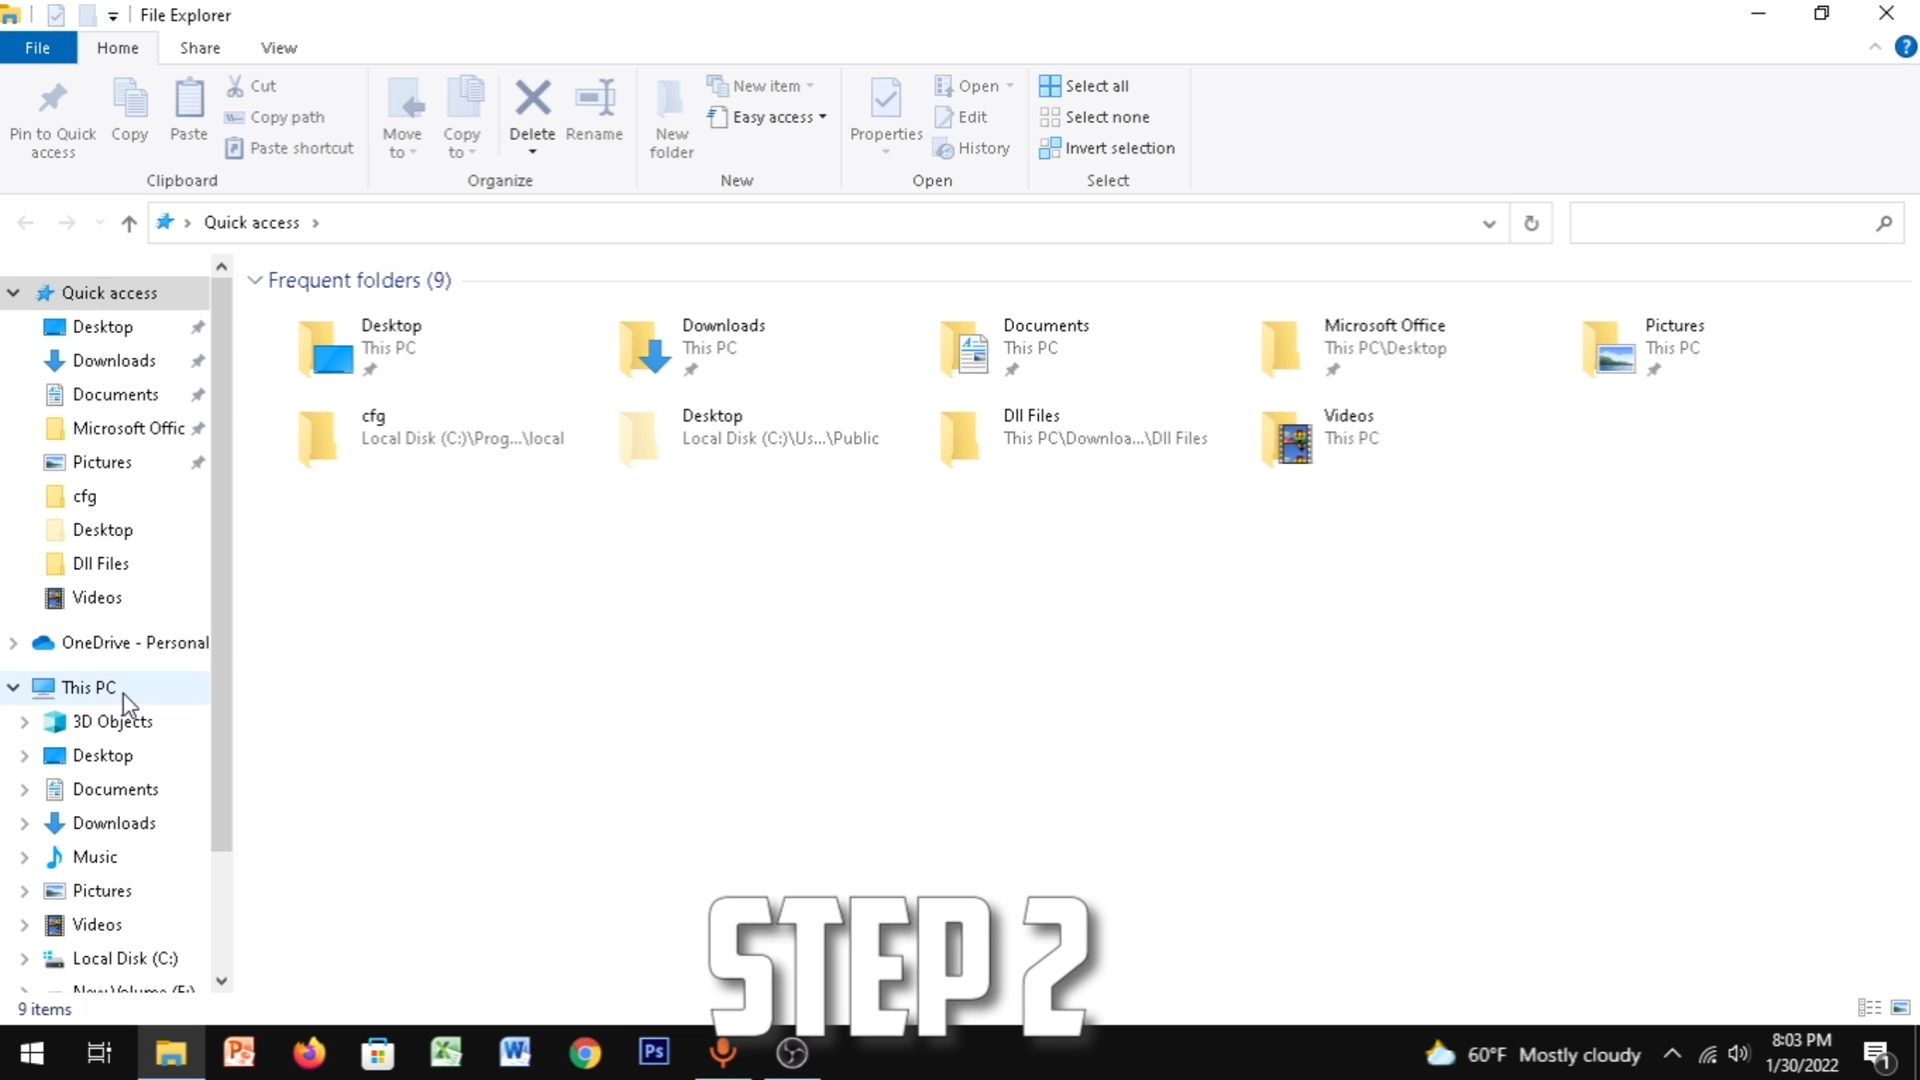 File Explorer
File Home Share View
Pin to Quick access
Copy
Paste
Cut
Copy path
Paste shortcut
Clipboard
Move to
Copy to
Delete
Rename
Organize
New folder
New item
Easy access
New
Properties
Open
Edit
History
Open
Select all
Select none
Invert selection
Select
Quick access
Quick access
Desktop
Downloads
Documents
Microsoft Offic
Pictures
cfg
Desktop
Dll Files
Videos
OneDrive - Personal
This PC
3D Objects
Desktop
Documents
Downloads
Music
Pictures
Videos
Local Disk (C:)
New Volume (E:)
Frequent folders (9)
Desktop
This PC
Downloads
This PC
Documents
This PC
Microsoft Office
This PC\Desktop
Pictures
This PC
cfg
Local Disk (C:)\Prog...\local
Desktop
Local Disk (C:)\Us...\Public
Dll Files
This PC\Downloa...\Dll Files
Videos
This PC
STEP 2
9 items
Ps
60°F Mostly cloudy
8:03 PM
1/30/2022
1